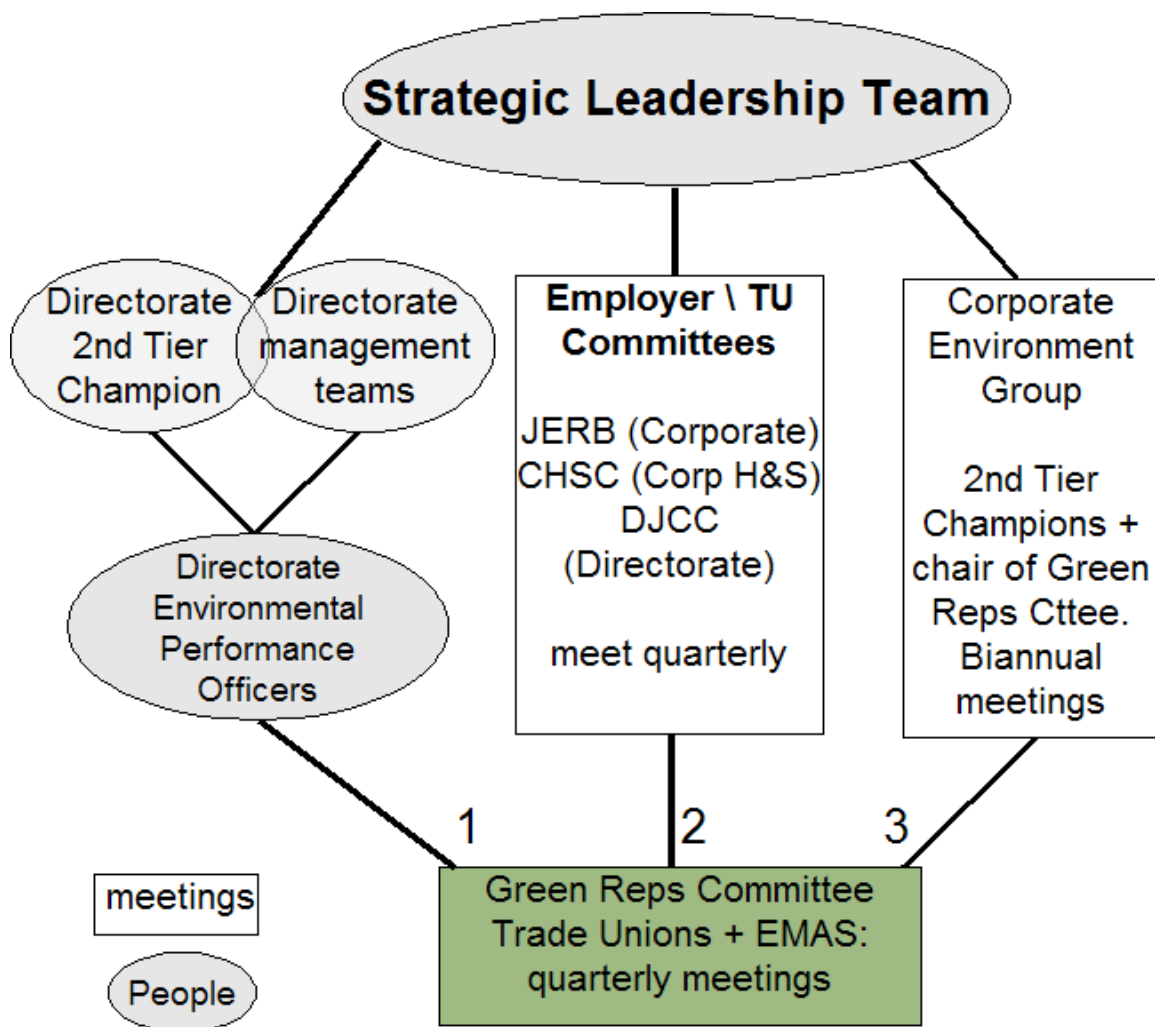 Strategic Leadership Team
Directorate
2nd Tier
Champion
Directorate
management
teams
Employer \ TU
Committees
JERB (Corporate)
CHSC (Corp H&S)
DJCC
(Directorate)
meet quarterly
Corporate
Environment
Group
2nd Tier
Champions +
chair of Green
Reps Cttee.
Biannual
meetings
Directorate
Environmental
Performance
Officers
1
2
3
Green Reps Committee
Trade Unions + EMAS:
quarterly meetings
meetings
People